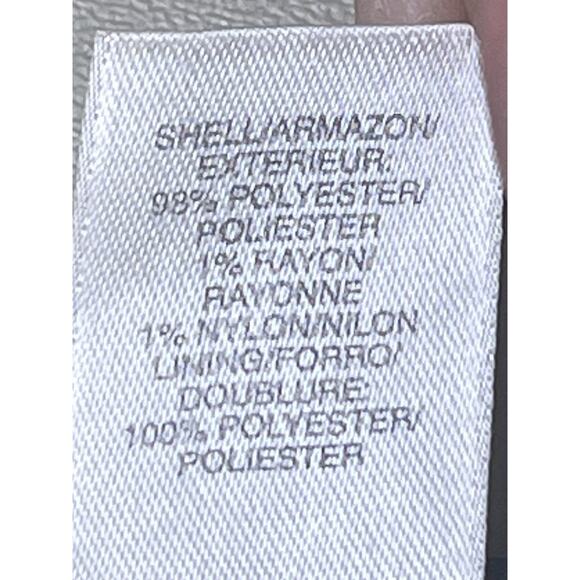 SHELL/ARMAZON/
EXTERIEUR:
98% POLYESTER/
POLIESTER
1% RAYON/
RAYONNE
1% NYLON/NILON
LINING/FORRO/
DOUBLURE:
100% POLYESTER/
POLIESTER